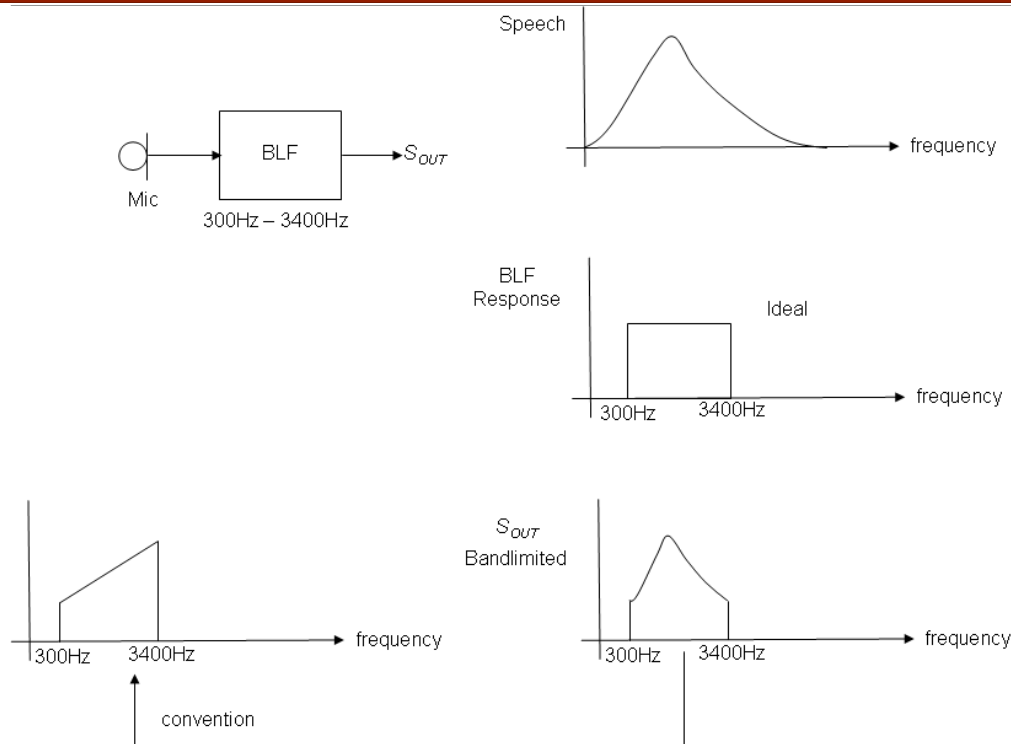 Speech
frequency
BLF
S_OUT
Mic
300Hz – 3400Hz
BLF
Response
Ideal
frequency
300Hz
3400Hz
S_OUT
Bandlimited
frequency
300Hz
3400Hz
frequency
300Hz
3400Hz
convention